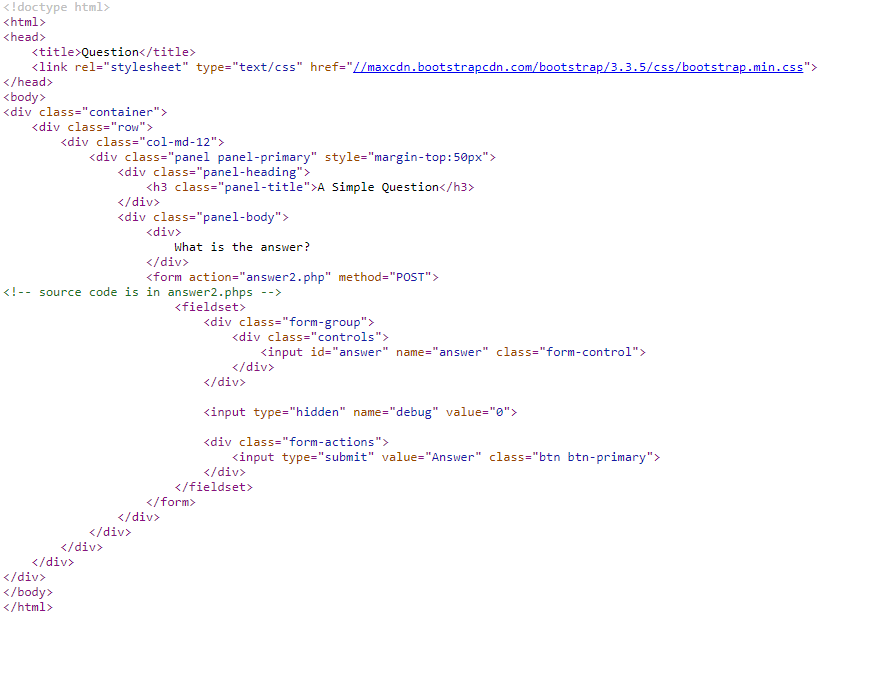 <!doctype html>
<html>
<head>
    <title>Question</title>
    <link rel="stylesheet" type="text/css" href="//maxcdn.bootstrapcdn.com/bootstrap/3.3.5/css/bootstrap.min.css">
</head>
<body>
<div class="container">
    <div class="row">
        <div class="col-md-12">
            <div class="panel panel-primary" style="margin-top:50px">
                <div class="panel-heading">
                    <h3 class="panel-title">A Simple Question</h3>
                </div>
                <div class="panel-body">
                    <div>
                        What is the answer?
                    </div>
                    <form action="answer2.php" method="POST">
<!-- source code is in answer2.phps -->
                        <fieldset>
                            <div class="form-group">
                                <div class="controls">
                                    <input id="answer" name="answer" class="form-control">
                                </div>
                            </div>

                            <input type="hidden" name="debug" value="0">

                            <div class="form-actions">
                                <input type="submit" value="Answer" class="btn btn-primary">
                            </div>
                        </fieldset>
                    </form>
                </div>
            </div>
        </div>
    </div>
</div>
</body>
</html>